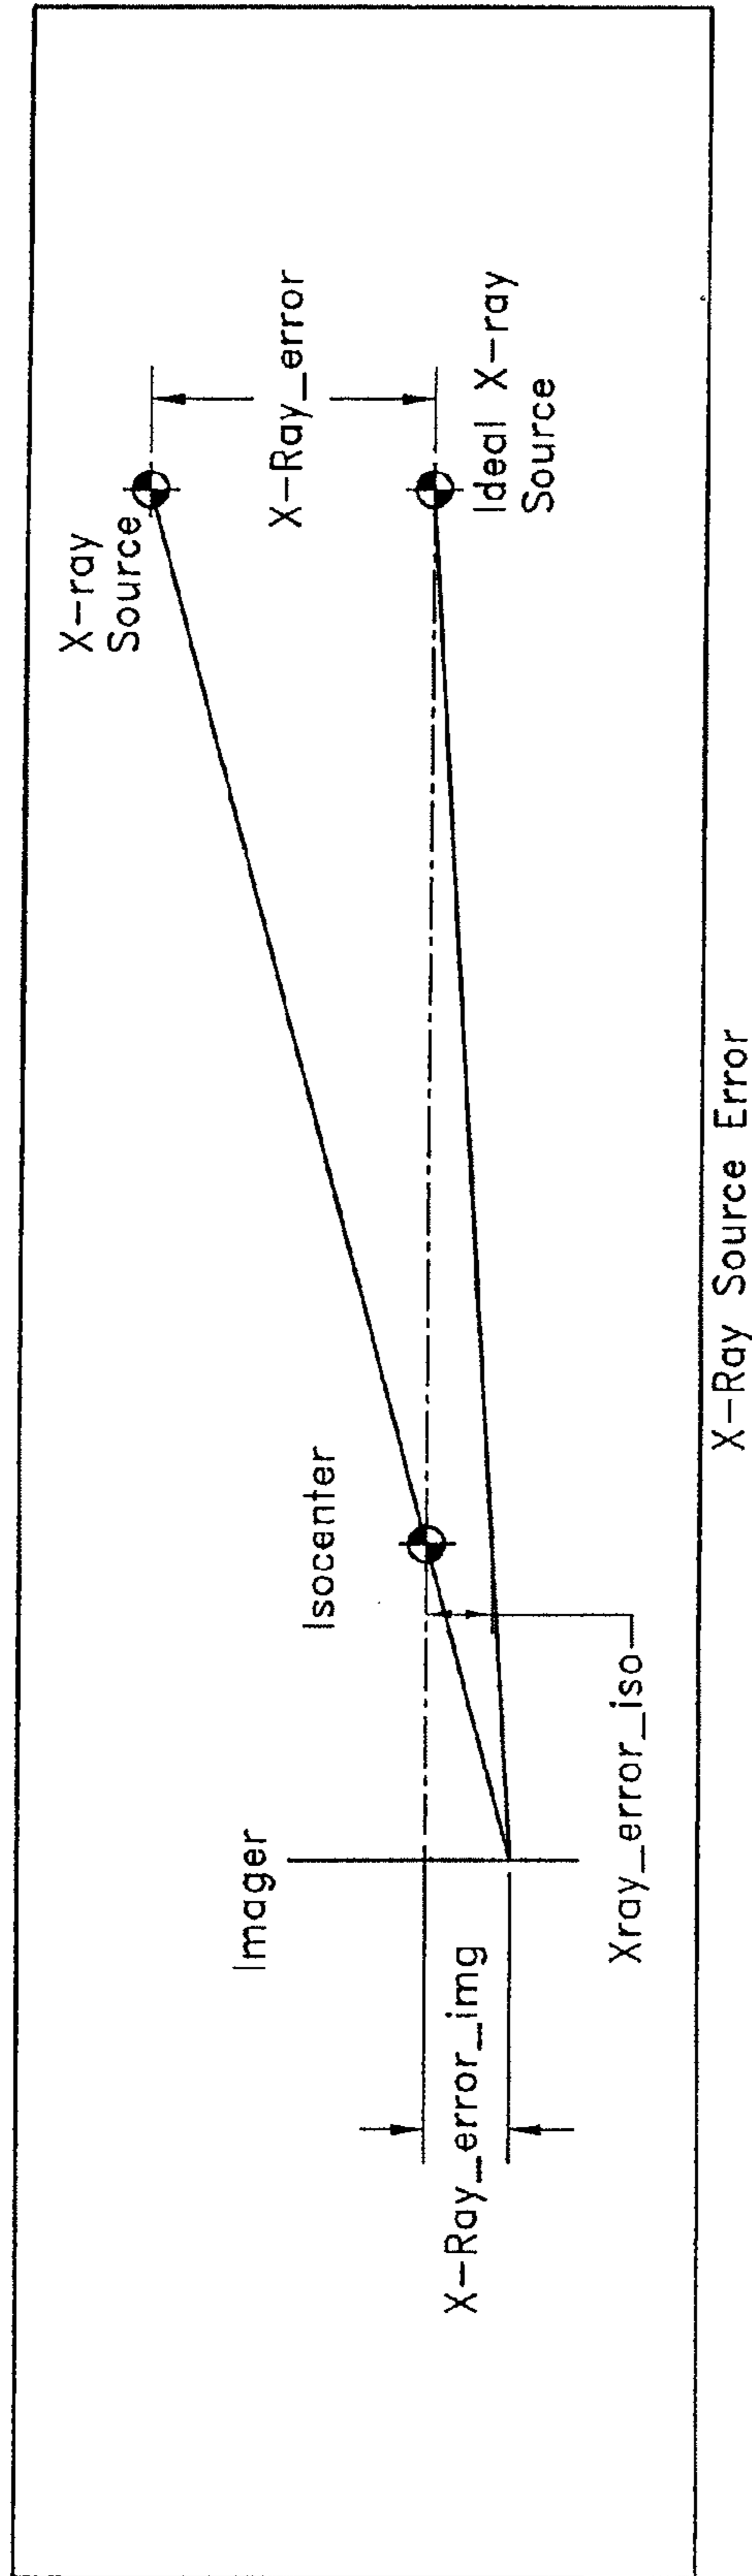 X-ray
Source
X-Ray_error
Ideal X-ray
Source
Isocenter
Imager
X-Ray_error_img
Xray_error_iso
X-Ray Source Error